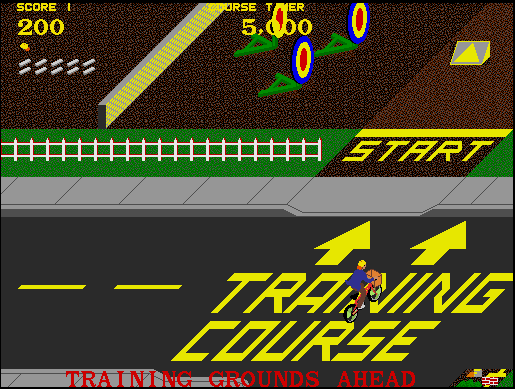 SCORE 1
COURSE TIMER
200
5,000
START
TRAINING
COURSE
TRAINING GROUNDS AHEAD